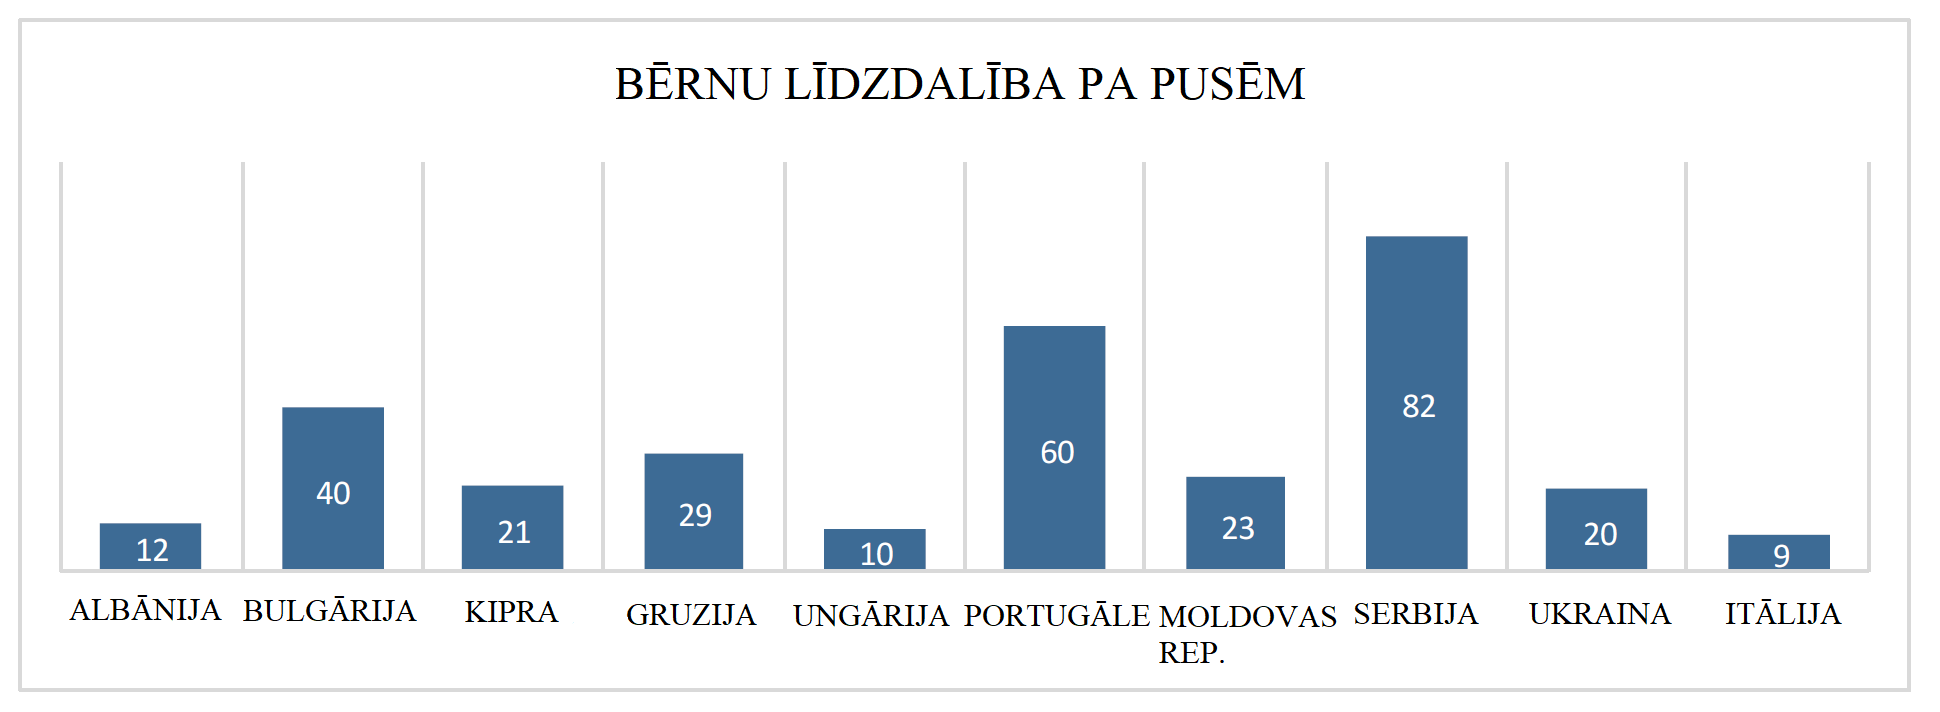 BĒRNU LĪDZDALĪBA PA PUSĒM
12
40
21
29
10
60
23
82
20
9
ALBĀNIJA
BULGĀRIJA
KIPRA
GRUZIJA
UNGĀRIJA
PORTUGĀLE
MOLDOVAS
REP.
SERBIJA
UKRAINA
ITĀLIJA